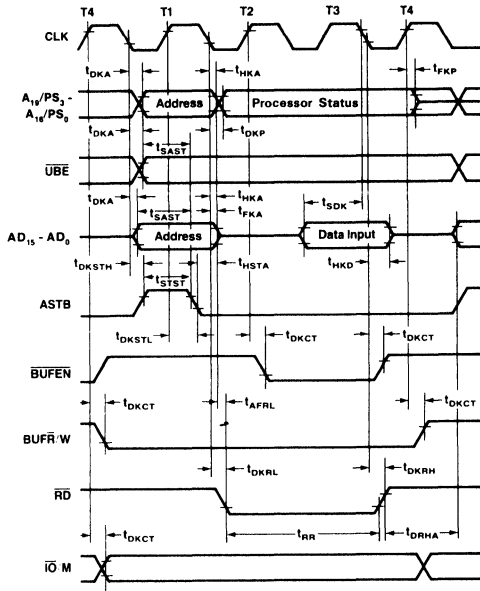 T4 T1 T2 T3 T4
CLK
tDKA tHKA tFKP
A19/PS3 -
A16/PS0
Address Processor Status
tDKA tDKP
tSAST
UBE
tDKA tHKA tSDK
tSAST tFKA
AD15 - AD0
Address Data Input
tDKSTH tHSTA tHKD
tSTST
ASTB
tDKSTL tDKCT tDKCT
BUFEN
tDKCT tAFRL tDKCT
BUFR/W
tDKRL tDKRH
RD
tRR tDRHA
tDKCT
IO/M